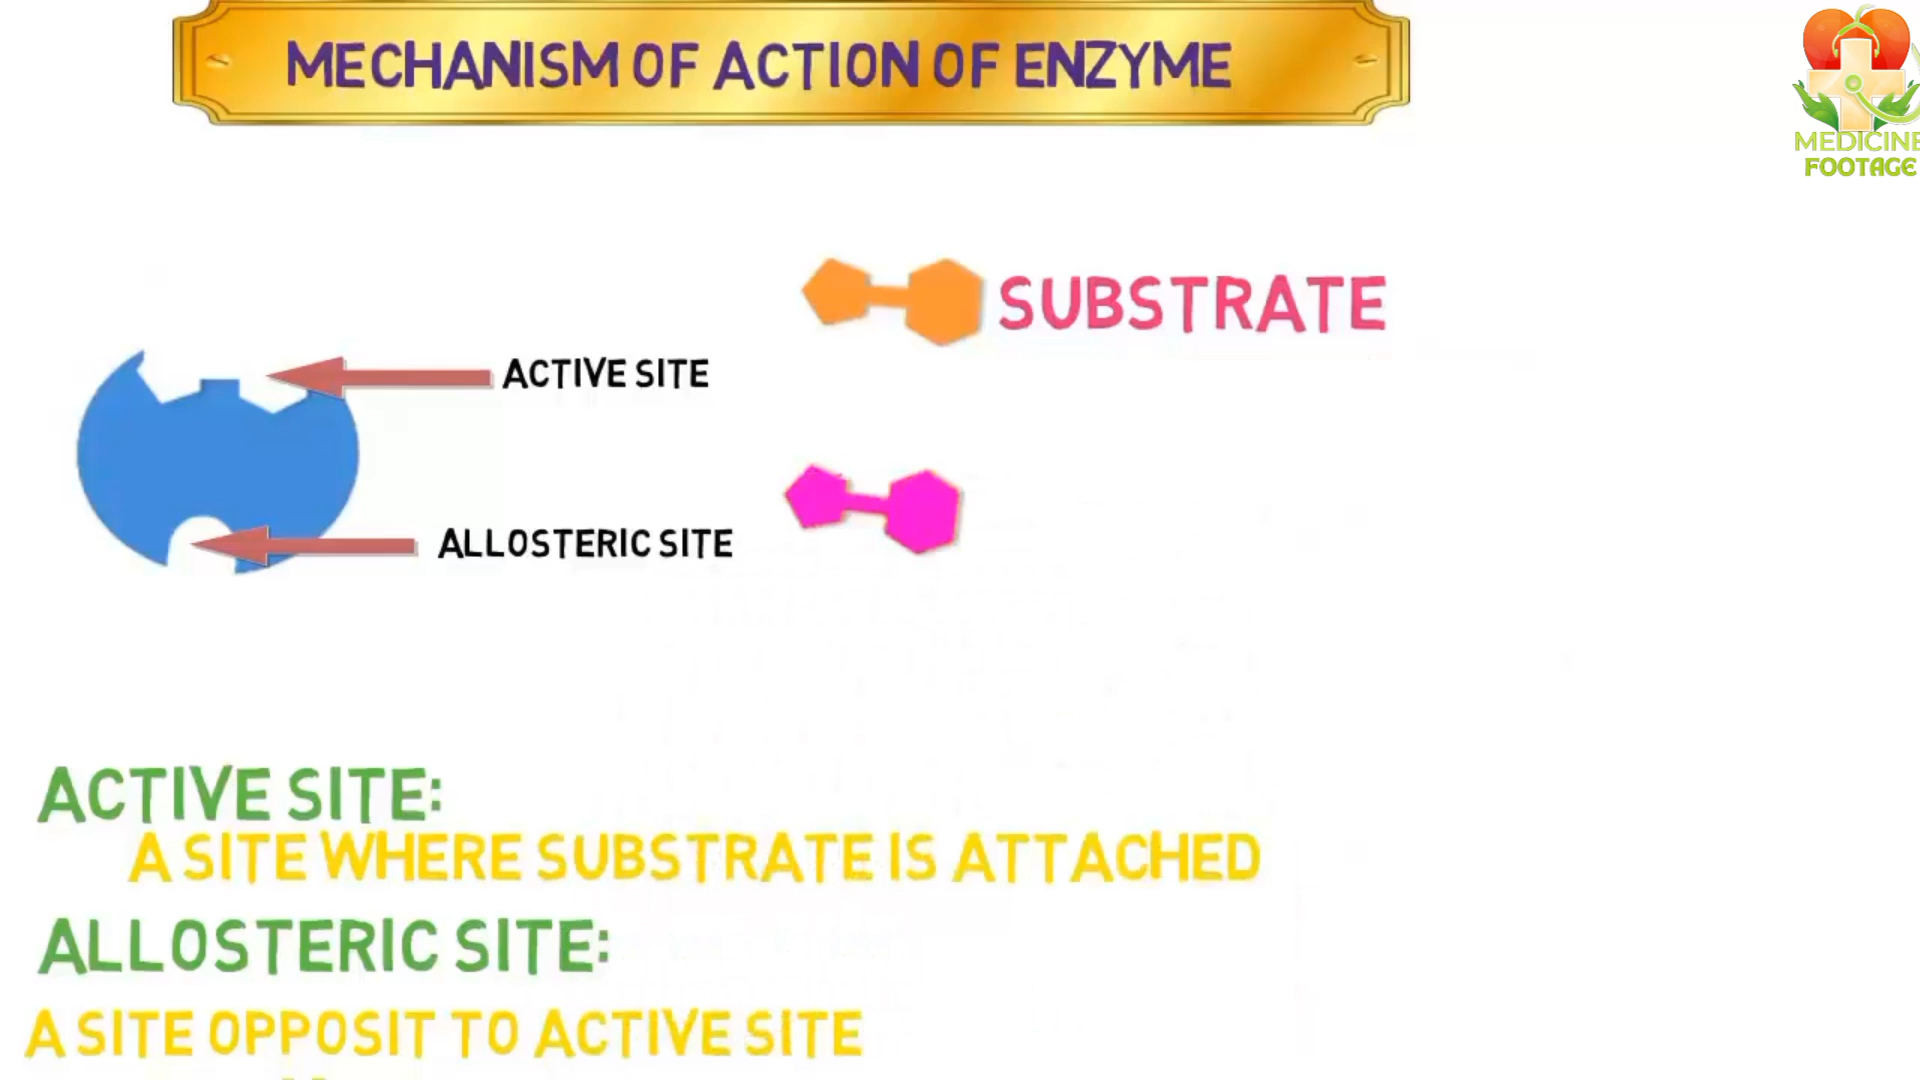 MECHANISM OF ACTION OF ENZYME
MEDICINE
FOOTAGE
SUBSTRATE
ACTIVE SITE
ALLOSTERIC SITE
ACTIVE SITE:
A SITE WHERE SUBSTRATE IS ATTACHED
ALLOSTERIC SITE:
A SITE OPPOSIT TO ACTIVE SITE